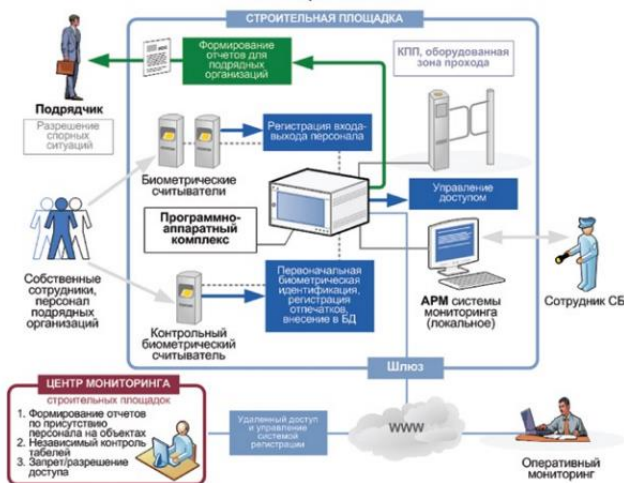 СТРОИТЕЛЬНАЯ ПЛОЩАДКА
Формирование
отчетов для
подрядных
организаций
КПП, оборудованная
зона прохода
Подрядчик
Разрешение
спорных
ситуаций
Регистрация входа-
выхода персонала
Биометрические
считыватели
Управление
доступом
Программно-
аппаратный
комплекс
Собственные
сотрудники,
персонал
подрядных
организаций
Первоначальная
биометрическая
идентификация,
регистрация
отпечатков,
внесение в БД
Контрольный
биометрический
считыватель
АРМ системы
мониторинга
(локальное)
Сотрудник СБ
Шлюз
ЦЕНТР МОНИТОРИНГА
строительных площадок
1. Формирование отчетов
по присутствию
персонала на объектах
2. Независимый контроль
табелей
3. Запрет/разрешение
доступа
Удаленный доступ
и управление
системой
регистрации
WWW
Оперативный
мониторинг